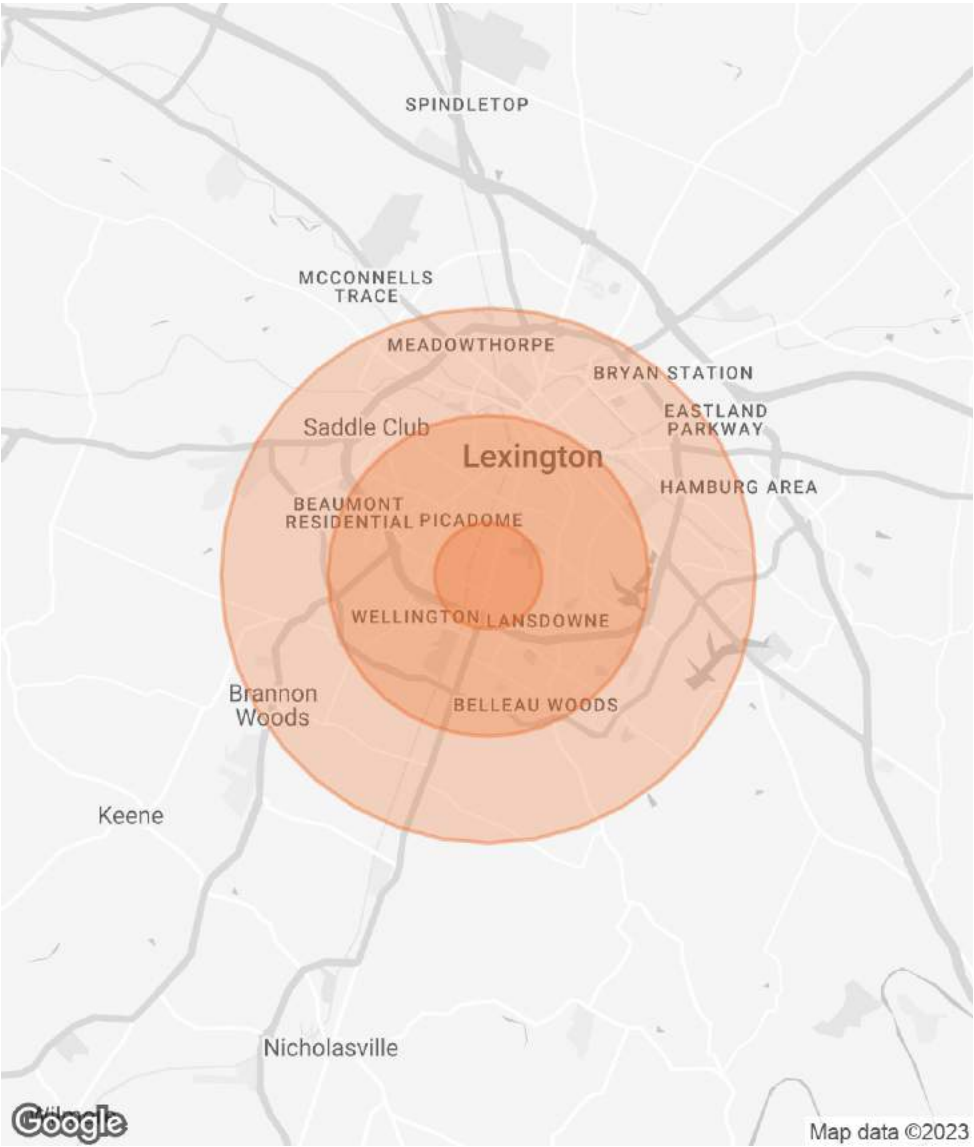 SPINDLETOP
MCCONNELLS
TRACE
MEADOWTHORPE
BRYAN STATION
EASTLAND
PARKWAY
Saddle Club
Lexington
HAMBURG AREA
BEAUMONT
RESIDENTIAL
PICADOME
WELLINGTON
LANSDOWNE
Brannon
Woods
BELLEAU WOODS
Keene
Nicholasville
Google
Map data ©2023